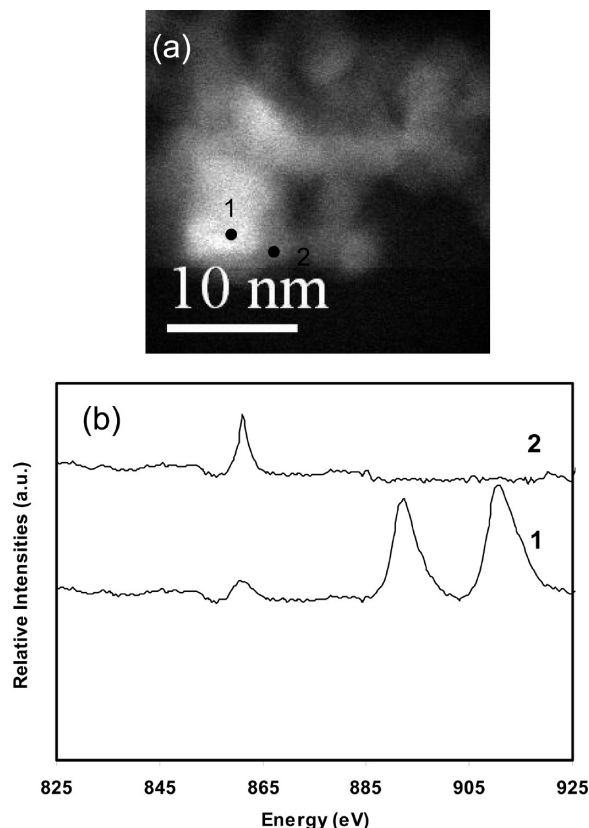 (a)
1
2
10 nm
(b)
2
1
Relative Intensities (a.u.)
825 845 865 885 905 925
Energy (eV)